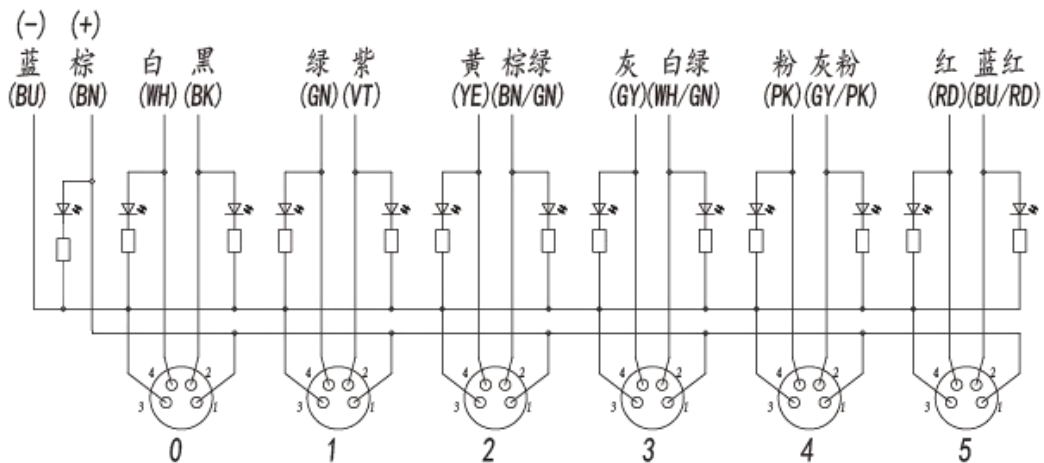 (-) (+)
蓝 棕 白 黑 绿 紫 黄 棕绿 灰 白绿 粉 灰粉 红 蓝红
(BU) (BN) (WH) (BK) (GN) (VT) (YE) (BN/GN) (GY) (WH/GN) (PK) (GY/PK) (RD) (BU/RD)
4 2 4 2 4 2 4 2 4 2 4 2
3 1 3 1 3 1 3 1 3 1 3 1
0 1 2 3 4 5